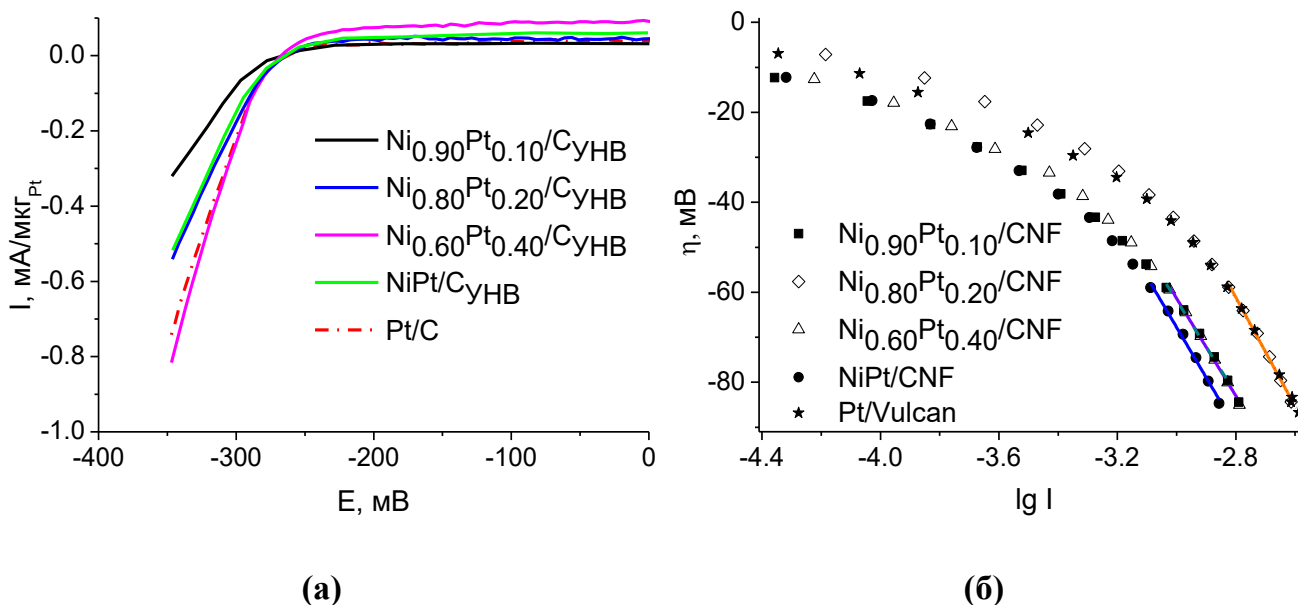 I, мА/мкгPt
0.0
-0.2
-0.4
-0.6
-0.8
-1.0
-400
-300
-200
-100
0
E, мВ
Ni0.90Pt0.10/CУНВ
Ni0.80Pt0.20/CУНВ
Ni0.60Pt0.40/CУНВ
NiPt/CУНВ
Pt/C
(а)
η, мВ
0
-20
-40
-60
-80
-4.4
-4.0
-3.6
-3.2
-2.8
lg I
Ni0.90Pt0.10/CNF
Ni0.80Pt0.20/CNF
Ni0.60Pt0.40/CNF
NiPt/CNF
Pt/Vulcan
(б)